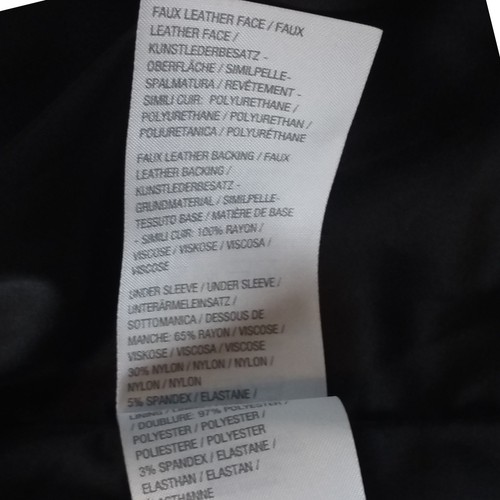 FAUX LEATHER FACE / FAUX
LEATHER FACE /
KUNSTLEDERBESATZ -
OBERFLÄCHE / SIMILPELLE-
SPALMATURA / REVÊTEMENT -
SIMILI CUIR: POLYURETHANE /
POLYURETHANE / POLYURETHAN /
POLIURETANICA / POLYURÉTHANE
FAUX LEATHER BACKING / FAUX
LEATHER BACKING /
KUNSTLEDERBESATZ -
GRUNDMATERIAL / SIMILPELLE-
TESSUTO BASE / MATIÈRE DE BASE
- SIMILI CUIR: 100% RAYON /
VISCOSE / VISKOSE / VISCOSA /
VISCOSE
UNDER SLEEVE / UNDER SLEEVE /
UNTERÄRMELEINSATZ /
SOTTOMANICA / DESSOUS DE
MANCHE: 65% RAYON / VISCOSE /
VISKOSE / VISCOSA / VISCOSE
30% NYLON / NYLON / NYLON /
NYLON / NYLON
5% SPANDEX / ELASTANE /
LINING /
/ DOUBLURE: 97% POLYESTER /
POLYESTER / POLYESTER /
POLIESTERE / POLYESTER
3% SPANDEX / ELASTANE /
ELASTHAN / ELASTAN /
ÉLASTHANNE